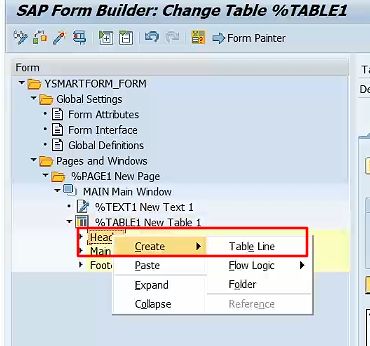 SAP Form Builder: Change Table %TABLE1
Form Painter
Form
YSMARTFORM_FORM
Global Settings
Form Attributes
Form Interface
Global Definitions
Pages and Windows
%PAGE1 New Page
MAIN Main Window
%TEXT1 New Text 1
%TABLE1 New Table 1
Head
Main
Foote
Create
Paste
Expand
Collapse
Table Line
Flow Logic
Folder
Reference
Ta
De